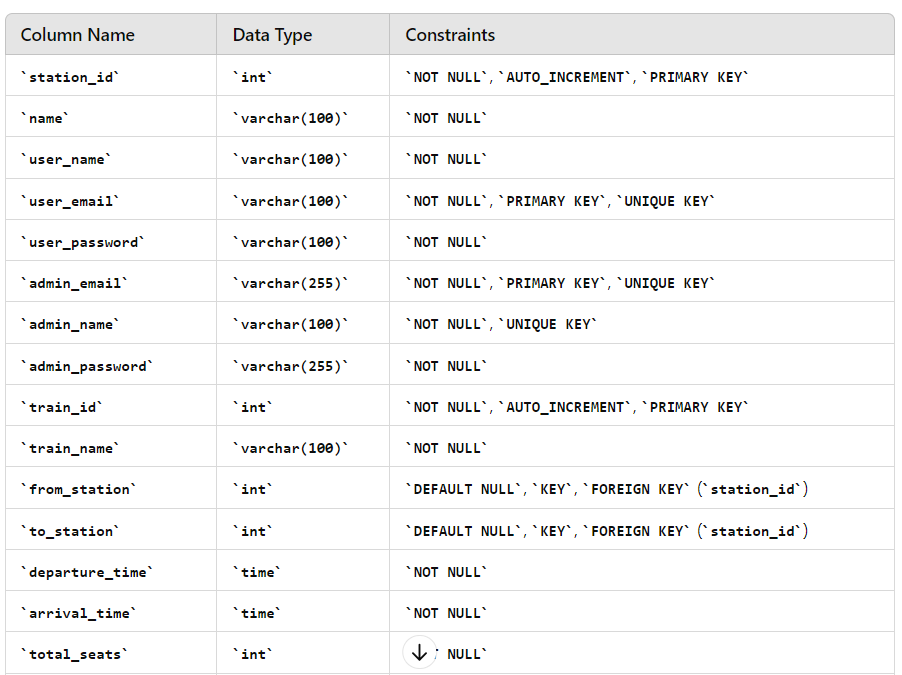 Column Name Data Type Constraints
`station_id` `int` `NOT NULL`, `AUTO_INCREMENT`, `PRIMARY KEY`
`name` `varchar(100)` `NOT NULL`
`user_name` `varchar(100)` `NOT NULL`
`user_email` `varchar(100)` `NOT NULL`, `PRIMARY KEY`, `UNIQUE KEY`
`user_password` `varchar(100)` `NOT NULL`
`admin_email` `varchar(255)` `NOT NULL`, `PRIMARY KEY`, `UNIQUE KEY`
`admin_name` `varchar(100)` `NOT NULL`, `UNIQUE KEY`
`admin_password` `varchar(255)` `NOT NULL`
`train_id` `int` `NOT NULL`, `AUTO_INCREMENT`, `PRIMARY KEY`
`train_name` `varchar(100)` `NOT NULL`
`from_station` `int` `DEFAULT NULL`, `KEY`, `FOREIGN KEY` (`station_id`)
`to_station` `int` `DEFAULT NULL`, `KEY`, `FOREIGN KEY` (`station_id`)
`departure_time` `time` `NOT NULL`
`arrival_time` `time` `NOT NULL`
`total_seats` `int` NULL`